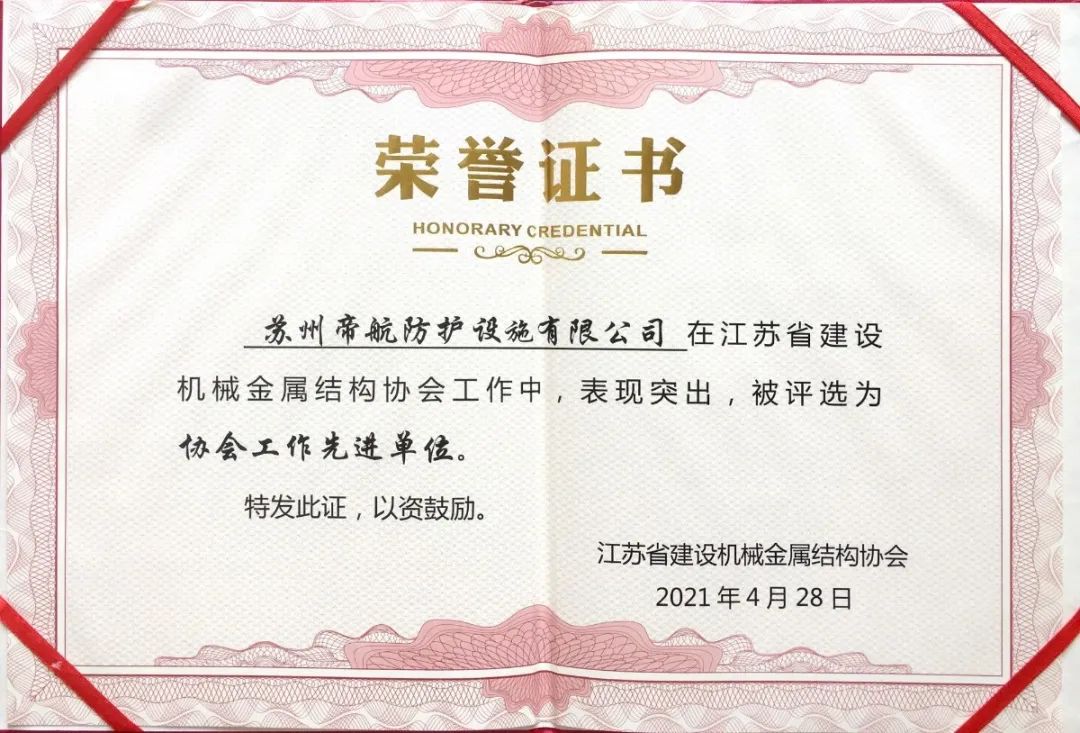 荣誉证书
HONORARY CREDENTIAL
苏州帝航防护设施有限公司 在江苏省建设
机械金属结构协会工作中，表现突出，被评选为
协会工作先进单位。
特发此证，以资鼓励。
江苏省建设机械金属结构协会
2021年4月28日